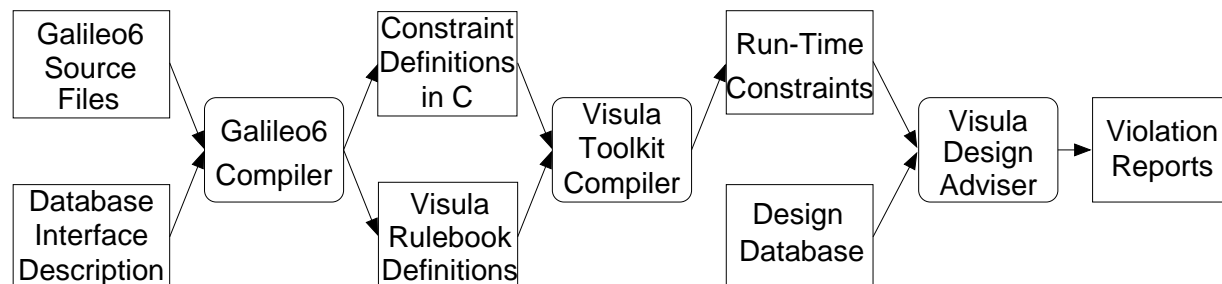 Galileo6
Source
Files
Database
Interface
Description
Galileo6
Compiler
Constraint
Definitions
in C
Visula
Rulebook
Definitions
Visula
Toolkit
Compiler
Run-Time
Constraints
Design
Database
Visula
Design
Adviser
Violation
Reports